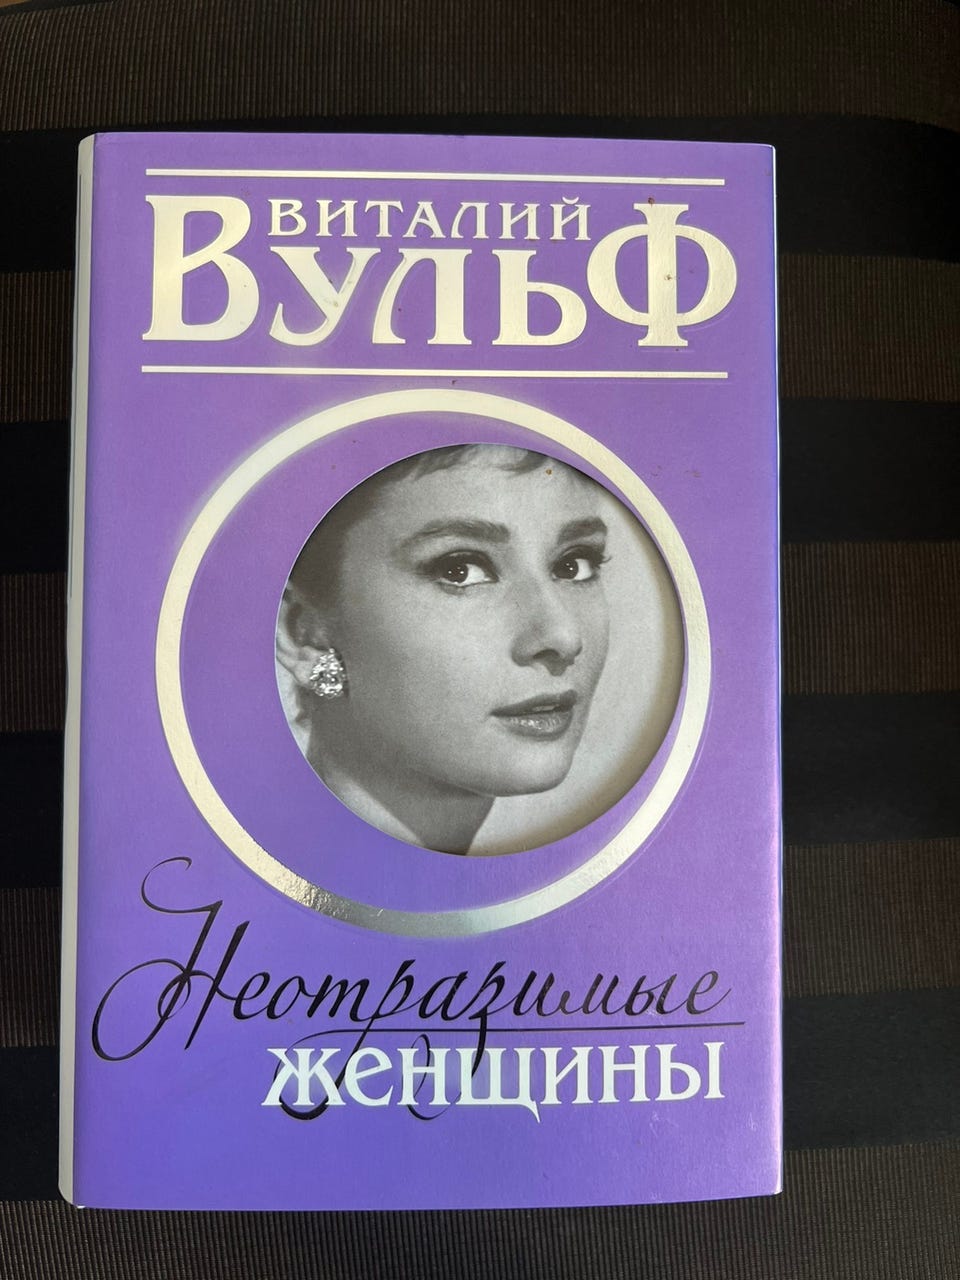 ВИТАЛИЙ
ВУЛЬФ
Неотразимые
ЖЕНЩИНЫ